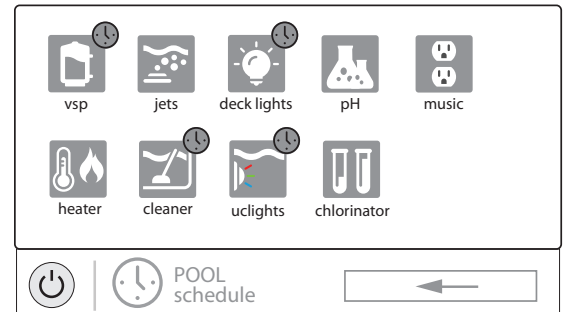 vsp
jets
deck lights
pH
music
heater
cleaner
uclights
chlorinator
POOL
schedule